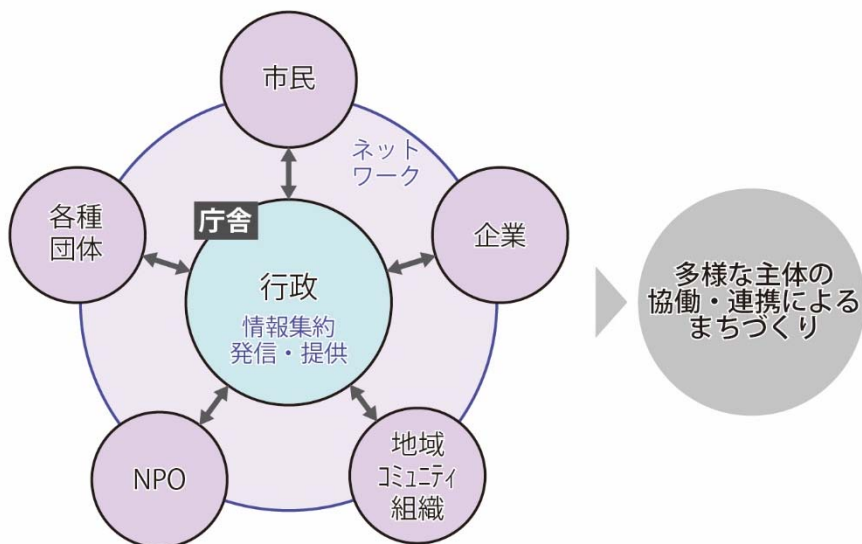 市民
ネット
ワーク
各種
団体
庁舎
企業
行政
情報集約
発信・提供
NPO
地域
コミュニティ
組織
多様な主体の
協働・連携による
まちづくり